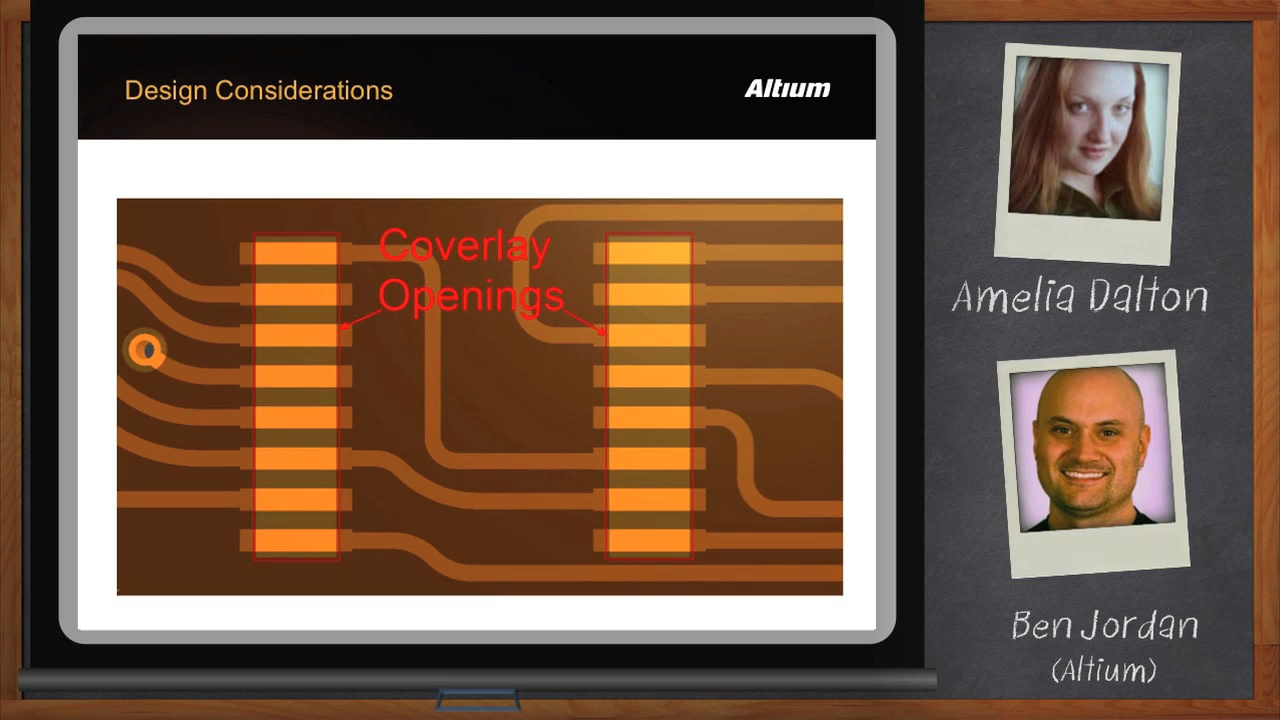 Design Considerations
Altium
Coverlay
Openings
Amelia Dalton
Ben Jordan
(Altium)